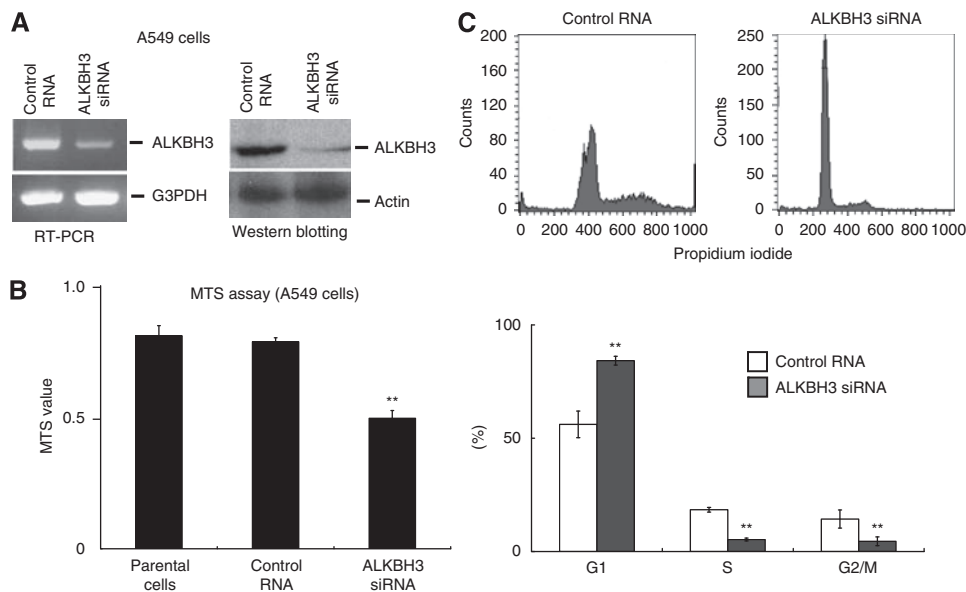 A
A549 cells
Control
RNA
ALKBH3
siRNA
ALKBH3
G3PDH
RT-PCR
Control
RNA
ALKBH3
siRNA
ALKBH3
Actin
Western blotting
B
MTS assay (A549 cells)
1.0
0.5
0
MTS value
**
Parental
cells
Control
RNA
ALKBH3
siRNA
C
Control RNA
200
160
120
80
40
0
Counts
0 200 400 600 800 1000
ALKBH3 siRNA
250
200
150
100
50
0
Counts
0 200 400 600 800 1000
Propidium iodide
100
50
0
(%)
**
**
**
Control RNA
ALKBH3 siRNA
G1 S G2/M